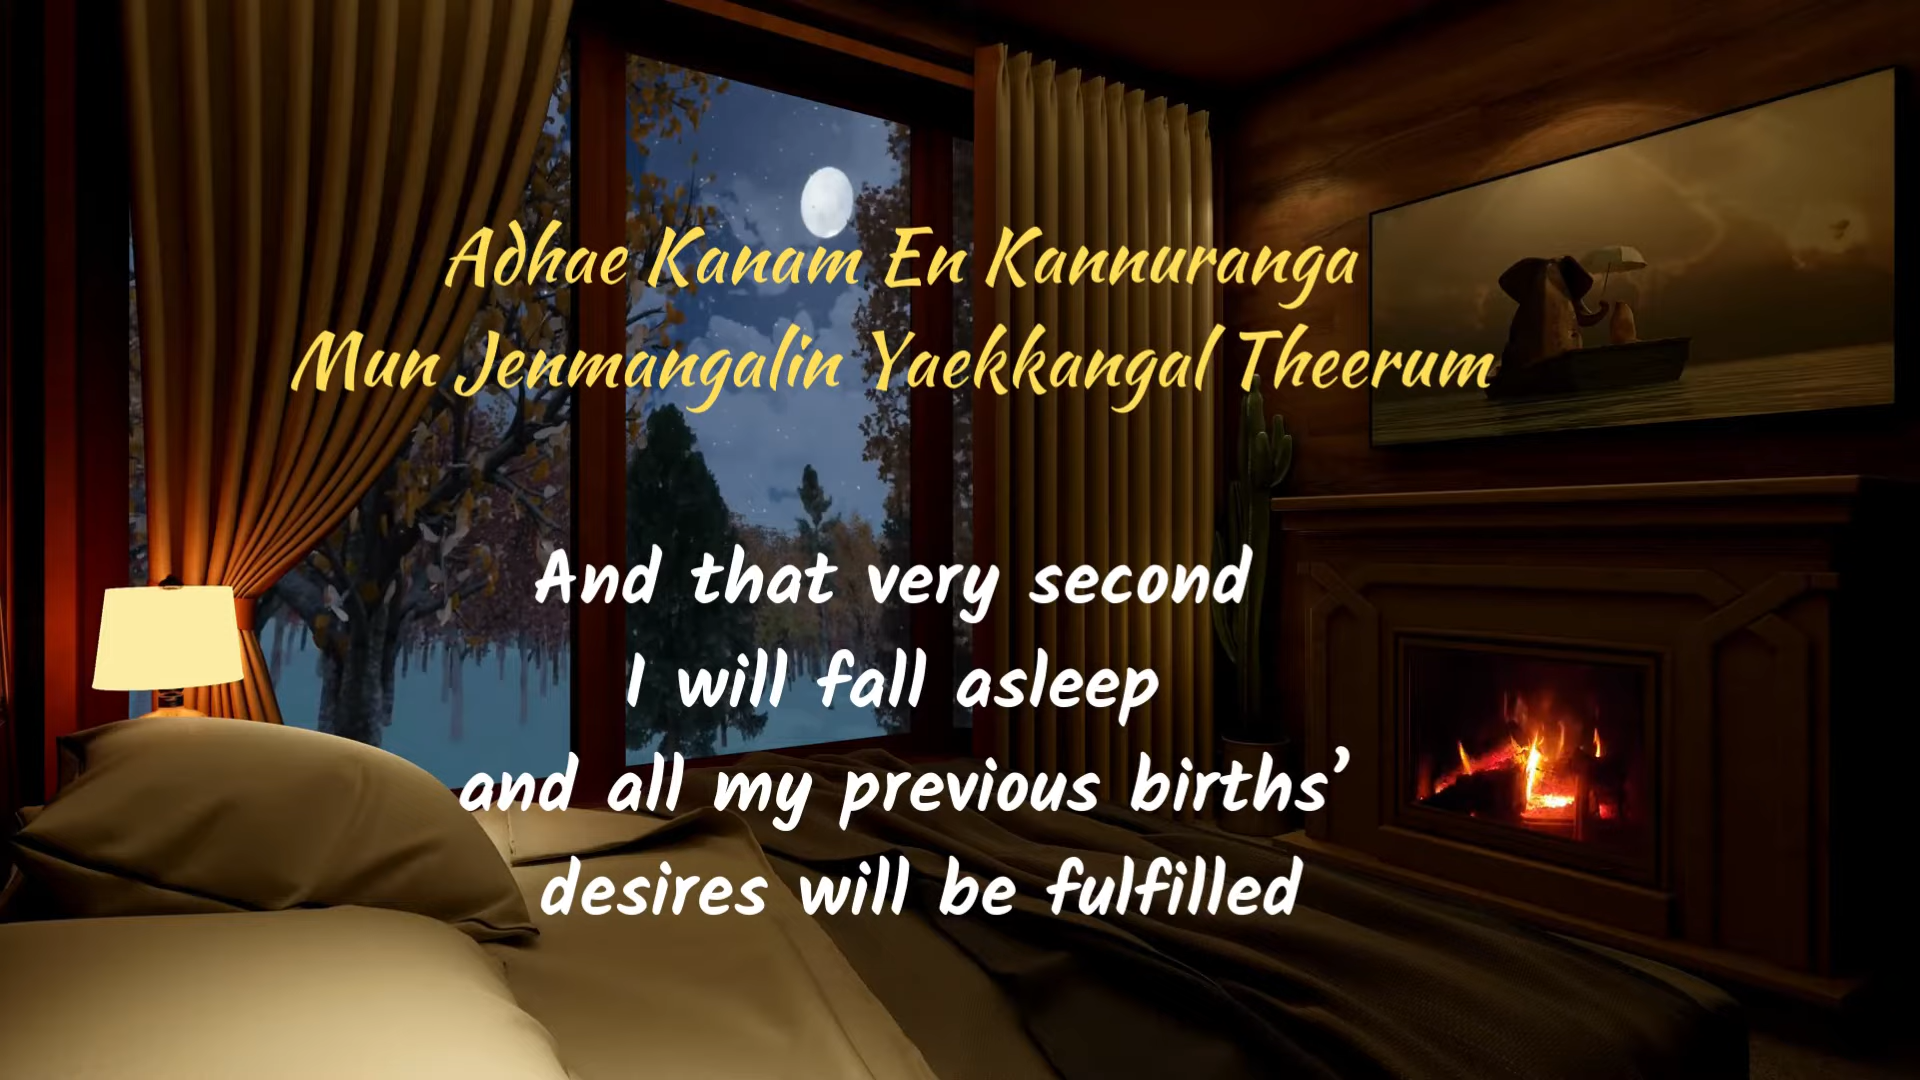 Adhae Kanam En Kannuranga
Mun Jenmangalin Yaekkangal Theerum
And that very second
I will fall asleep
and all my previous births’
desires will be fulfilled